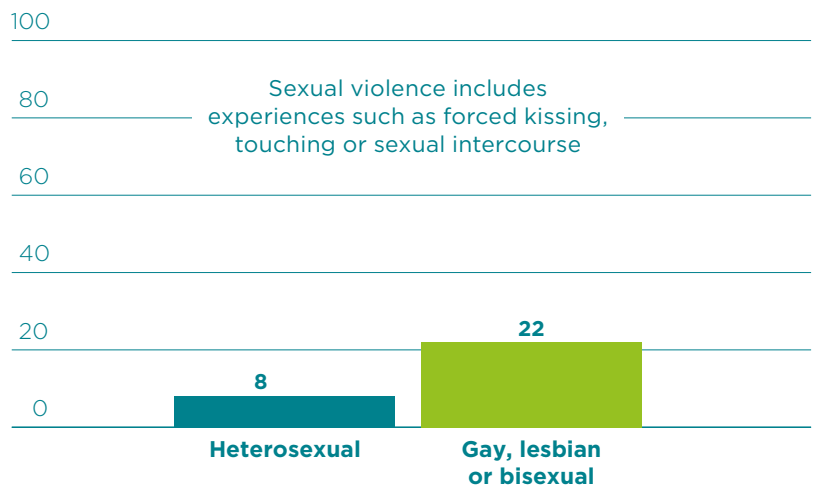 100
Sexual violence includes
80
experiences such as forced kissing,
touching or sexual intercourse
60
40
20
22
8
0
Heterosexual
Gay, lesbian
or bisexual